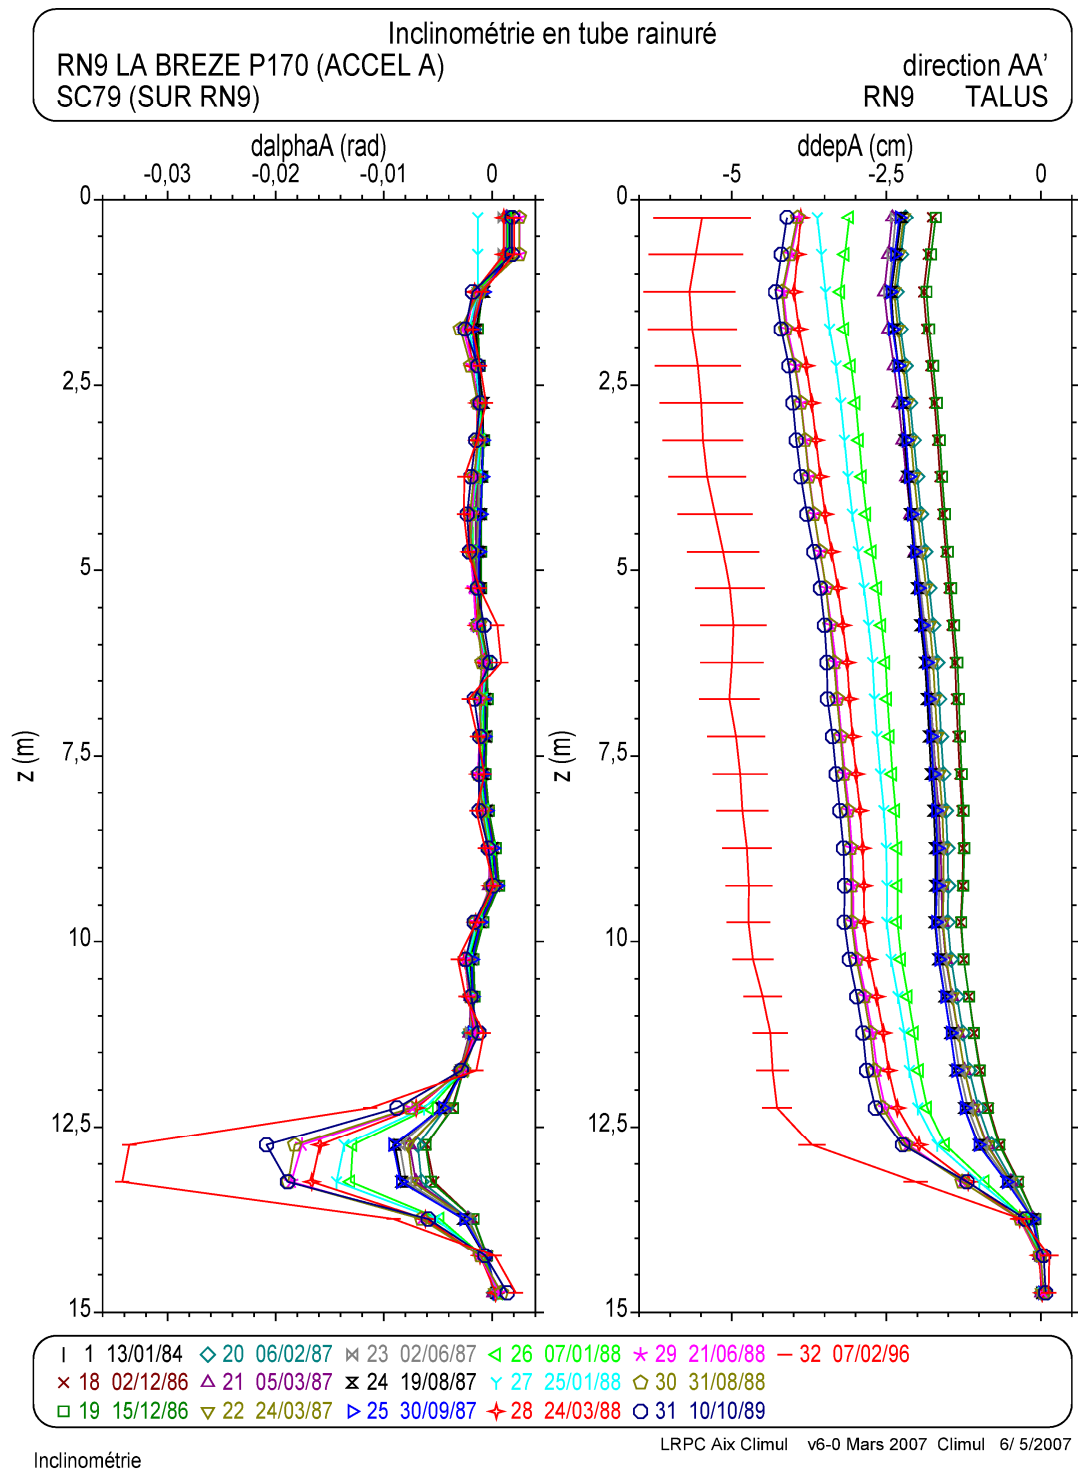 Inclinométrie en tube rainuré
RN9 LA BREZE P170 (ACCEL A) direction AA'
SC79 (SUR RN9) RN9 TALUS
dalphaA (rad) ddepA (cm)
-0,03 -0,02 -0,01 0 -5 -2,5 0
0 0
2,5 2,5
5 5
7,5 7,5
z (m) z (m)
10 10
12,5 12,5
15 15
1 13/01/84 20 06/02/87 23 02/06/87 26 07/01/88 29 21/06/88 32 07/02/96
18 02/12/86 21 05/03/87 24 19/08/87 27 25/01/88 30 31/08/88
19 15/12/86 22 24/03/87 25 30/09/87 28 24/03/88 31 10/10/89
LRPC Aix Climul v6-0 Mars 2007 Climul 6/ 5/2007
Inclinométrie